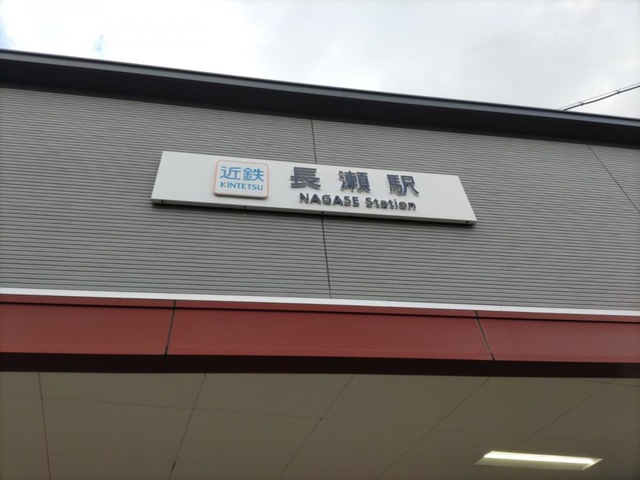 近鉄
KINTETSU
長瀬駅
NAGASE Station